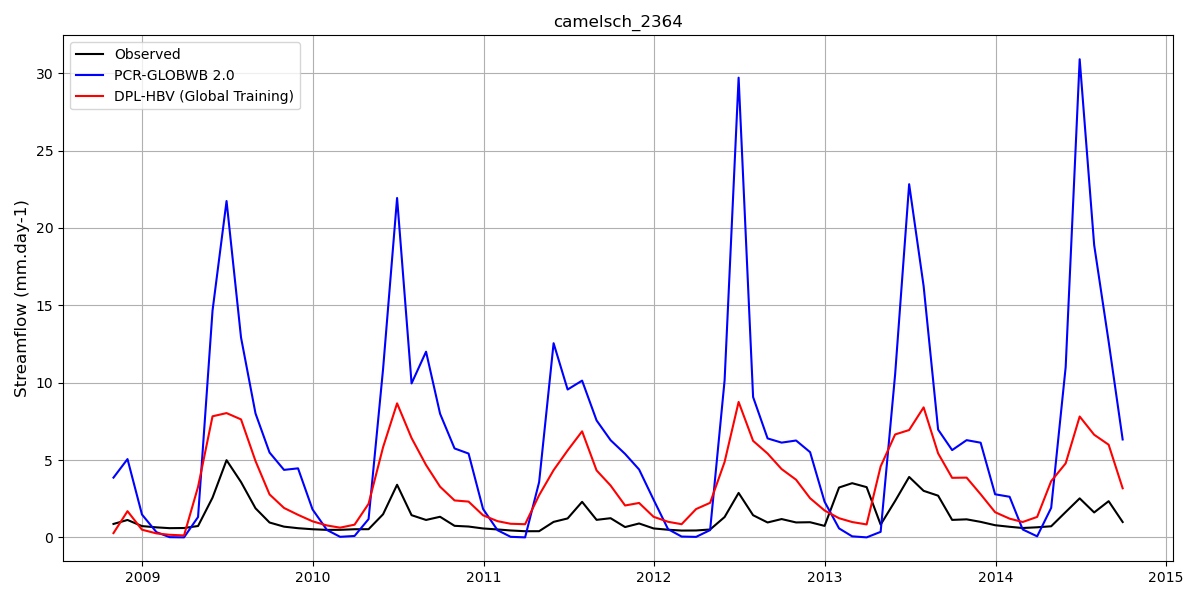 camelsch_2364
Observed
PCR-GLOBWB 2.0
DPL-HBV (Global Training)
Streamflow (mm.day-1)
30
25
20
15
10
5
0
2009 2010 2011 2012 2013 2014 2015